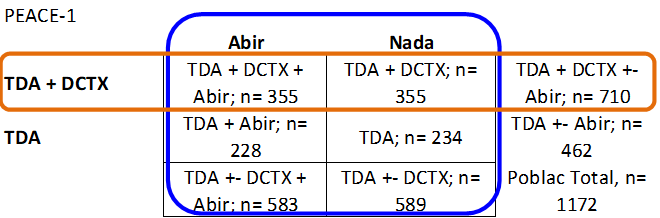 PEACE-1
Abir Nada
TDA + DCTX TDA + DCTX + Abir; n= 355 TDA + DCTX; n= 355 TDA + DCTX +- Abir; n= 710
TDA TDA + Abir; n= 228 TDA; n= 234 TDA +- Abir; n= 462
TDA +- DCTX + Abir; n= 583 TDA +- DCTX; n= 589 Poblac Total, n= 1172